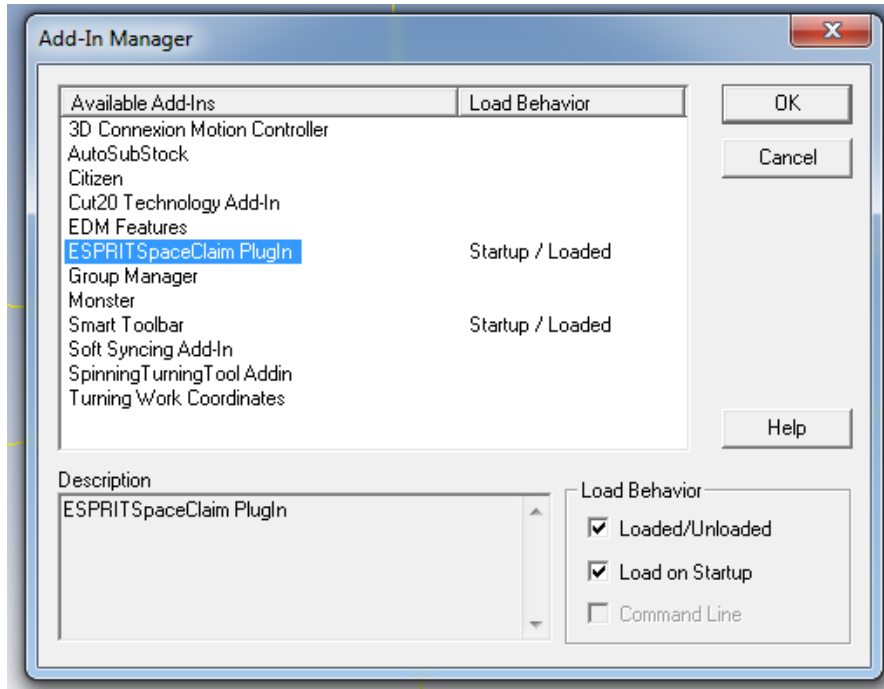 Add-In Manager
Available Add-Ins Load Behavior
3D Connexion Motion Controller
AutoSubStock
Citizen
Cut20 Technology Add-In
EDM Features
ESPRITSpaceClaim PlugIn Startup / Loaded
Group Manager
Monster
Smart Toolbar Startup / Loaded
Soft Syncing Add-In
SpinningTurningTool Addin
Turning Work Coordinates
OK
Cancel
Help
Description
ESPRITSpaceClaim PlugIn
Load Behavior
Loaded/Unloaded
Load on Startup
Command Line